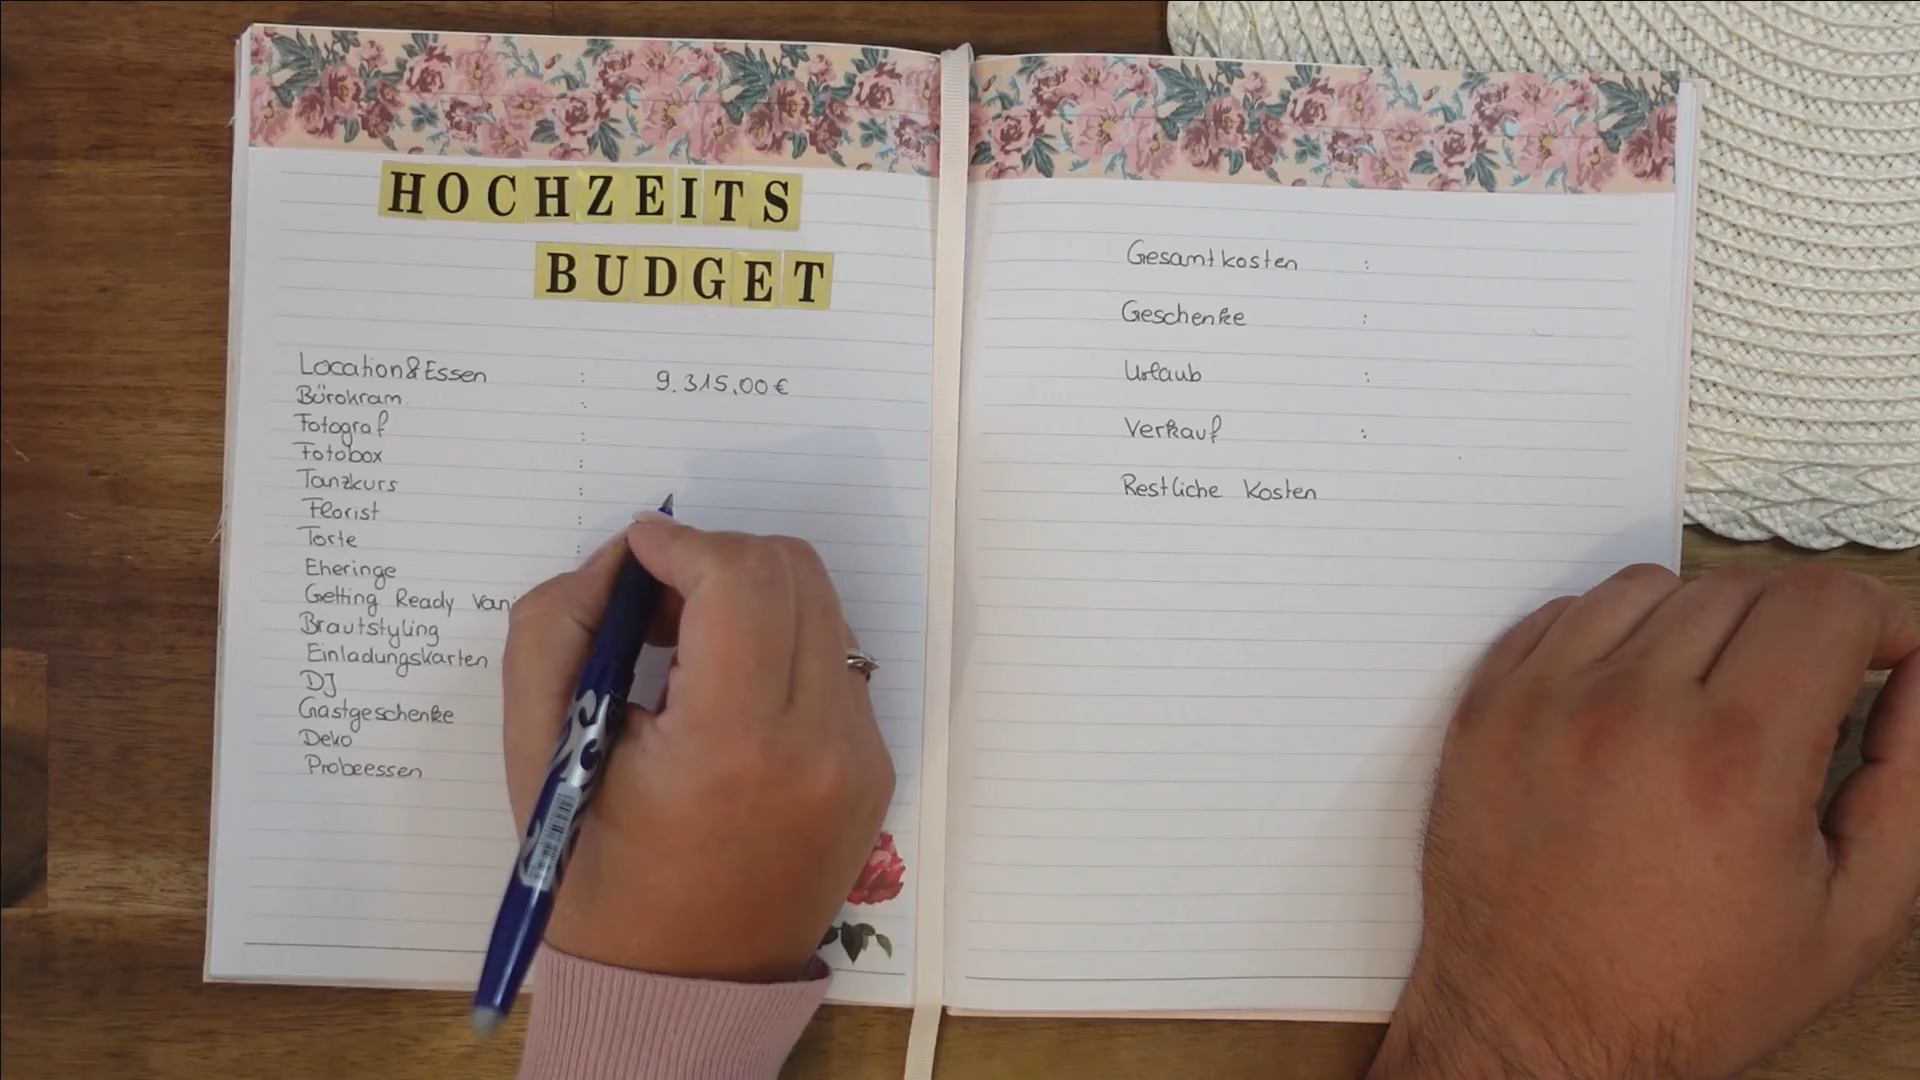 HOCHZEITS
BUDGET
Location&Essen : 9.315,00€
Bürokram :
Fotograf :
Fotobox :
Tanzkurs :
Florist :
Torte :
Eheringe
Getting Ready
Brautstyling
Einladungskarten
DJ
Gastgeschenke
Deko
Probeessen
Gesamtkosten :
Geschenke :
Urlaub :
Verkauf :
Restliche Kosten